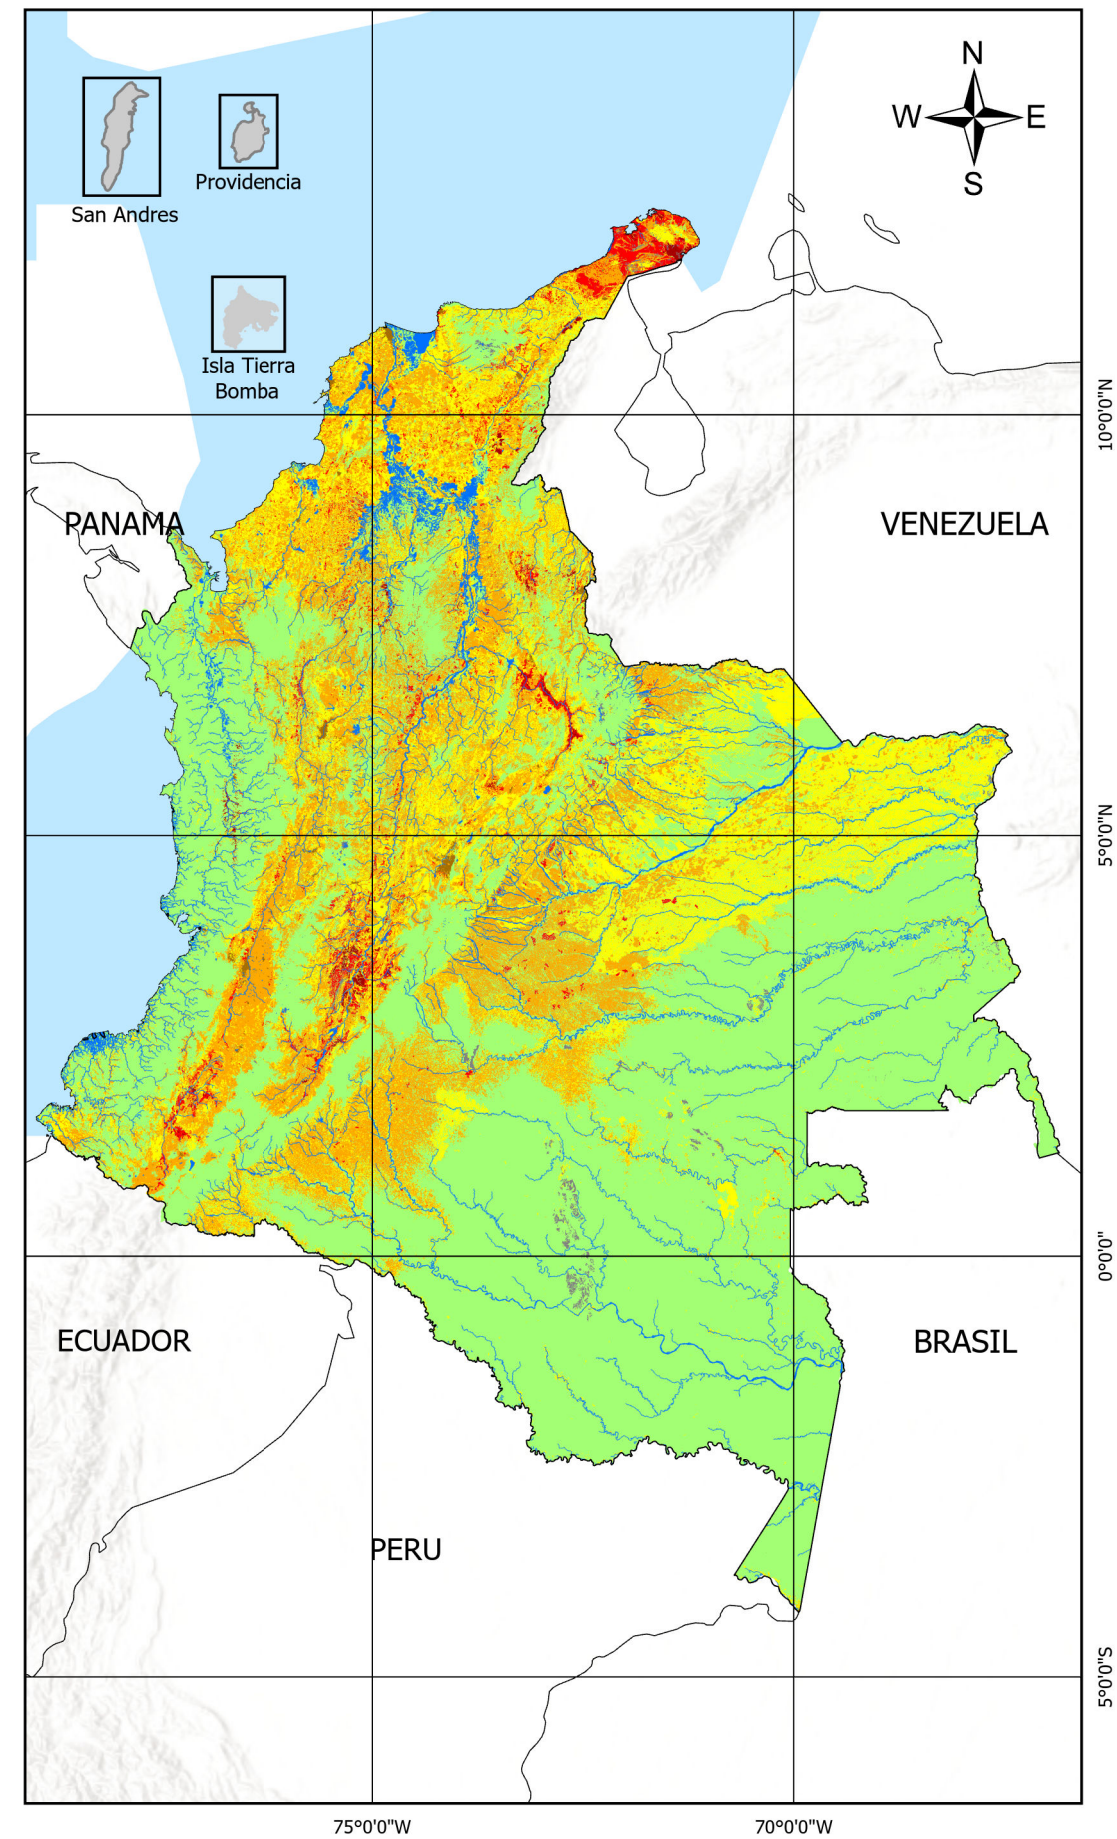 N
W E
S
Providencia
San Andres
Isla Tierra
Bomba
10°0'0"N
PANAMA
VENEZUELA
5°0'0"N
0°0'0"
ECUADOR
BRASIL
PERU
5°0'0"S
75°0'0"W
70°0'0"W